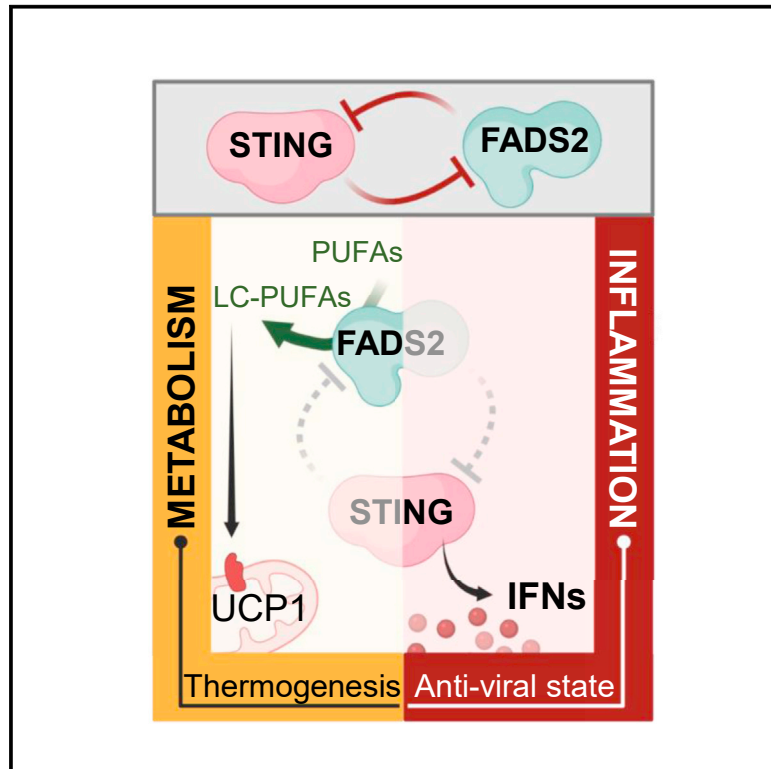 STING
FADS2
PUFAs
LC-PUFAs
FADS2
METABOLISM
INFLAMMATION
STING
UCP1
IFNs
Thermogenesis
Anti-viral state